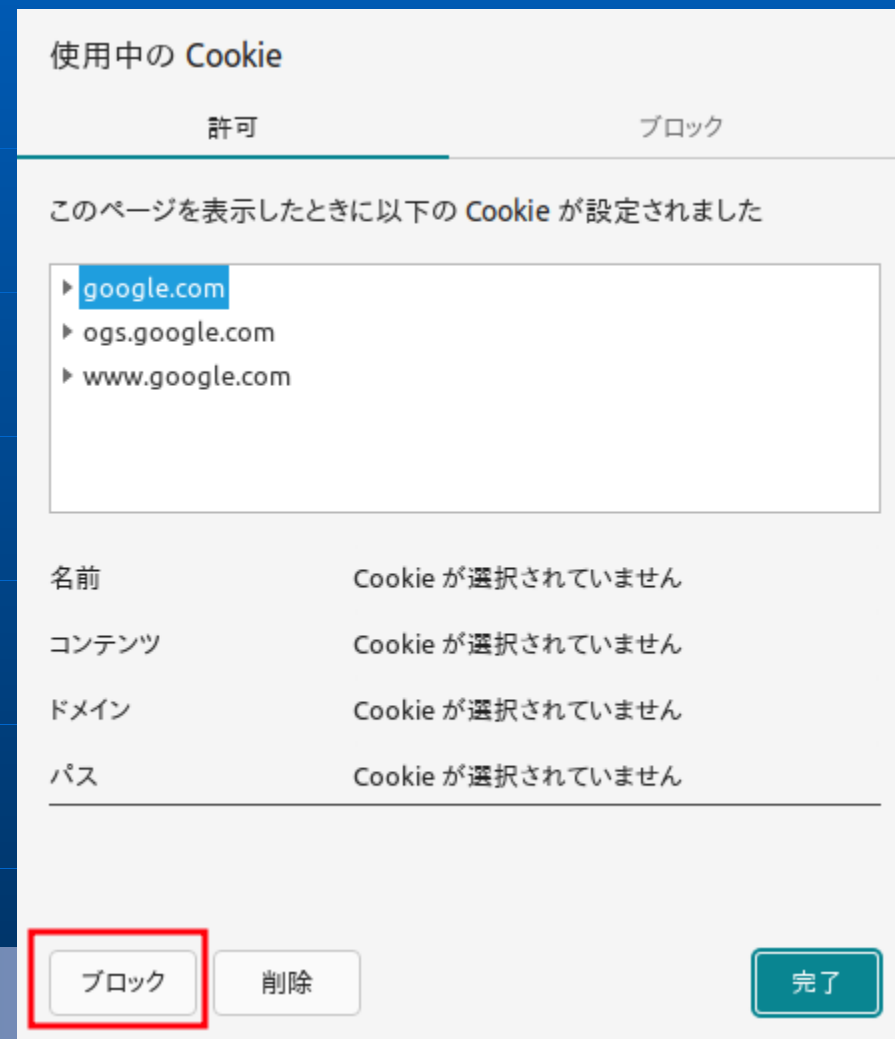 使用中の Cookie
許可 ブロック
このページを表示したときに以下の Cookie が設定されました
google.com
ogs.google.com
www.google.com
名前 Cookie が選択されていません
コンテンツ Cookie が選択されていません
ドメイン Cookie が選択されていません
パス Cookie が選択されていません
ブロック 削除 完了